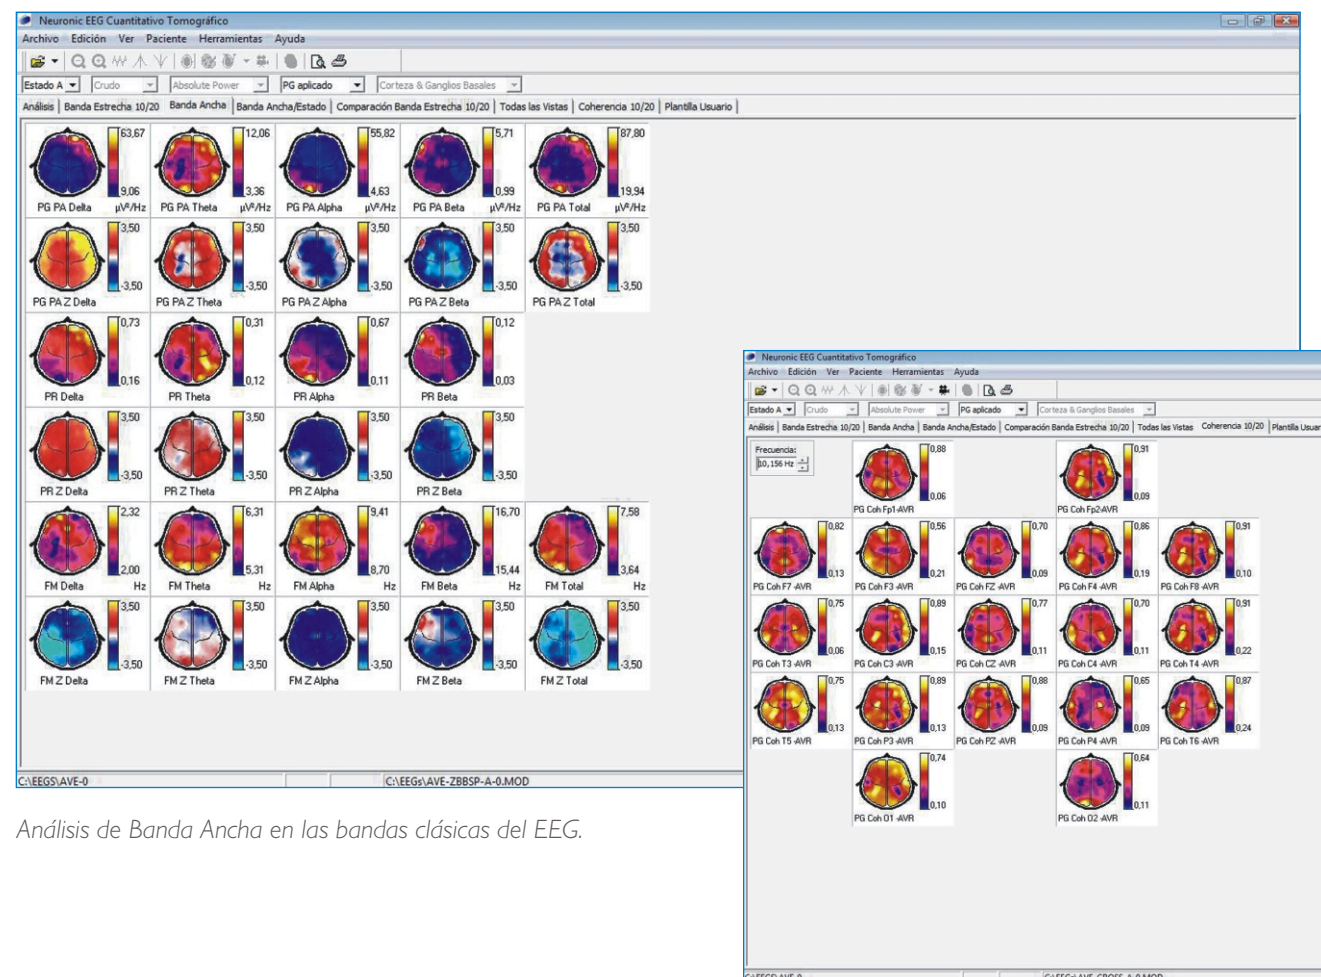 Neuronic EEG Cuantitativo Tomográfico
Archivo Edición Ver Paciente Herramientas Ayuda
Estado A Crudo Absolute Power PG aplicado Corteza & Ganglios Basales
Análisis Banda Estrecha 10/20 Banda Ancha Banda Ancha/Estado Comparación Banda Estrecha 10/20 Todas las Vistas Coherencia 10/20 Plantilla Usuario
63,67 12,06 55,82 5,71 87,80
9,06 3,36 4,63 0,99 19,94
PG PA Delta µV²/Hz PG PA Theta µV²/Hz PG PA Alpha µV²/Hz PG PA Beta µV²/Hz PG PA Total µV²/Hz
3,50 3,50 3,50 3,50 3,50
-3,50 -3,50 -3,50 -3,50 -3,50
PG PA Z Delta PG PA Z Theta PG PA Z Alpha PG PA Z Beta PG PA Z Total
0,73 0,31 0,67 0,12
0,16 0,12 0,11 0,03
PR Delta PR Theta PR Alpha PR Beta
3,50 3,50 3,50 3,50
-3,50 -3,50 -3,50 -3,50
PR Z Delta PR Z Theta PR Z Alpha PR Z Beta
2,32 6,31 9,41 16,70 7,58
2,00 5,31 8,70 15,44 3,64
FM Delta Hz FM Theta Hz FM Alpha Hz FM Beta Hz FM Total Hz
3,50 3,50 3,50 3,50 3,50
-3,50 -3,50 -3,50 -3,50 -3,50
FM Z Delta FM Z Theta FM Z Alpha FM Z Beta FM Z Total
C:\EEGS\AVE-0 C:\EEGs\AVE-ZBBSP-A-0.MOD
Análisis de Banda Ancha en las bandas clásicas del EEG.
Neuronic EEG Cuantitativo Tomográfico
Archivo Edición Ver Paciente Herramientas Ayuda
Estado A Crudo Absolute Power PG aplicado Corteza & Ganglios Basales
Análisis Banda Estrecha 10/20 Banda Ancha Banda Ancha/Estado Comparación Banda Estrecha 10/20 Todas las Vistas Coherencia 10/20 Plantilla Usuar
Frecuencia:
10,156 Hz
0,88 0,91
0,06 0,09
PG Coh Fp1-AVR PG Coh Fp2-AVR
0,82 0,56 0,70 0,86 0,91
0,13 0,21 0,09 0,19 0,10
PG Coh F7 -AVR PG Coh F3 -AVR PG Coh FZ -AVR PG Coh F4 -AVR PG Coh F8 -AVR
0,75 0,89 0,77 0,70 0,91
0,06 0,15 0,11 0,11 0,22
PG Coh T3 -AVR PG Coh C3 -AVR PG Coh CZ -AVR PG Coh C4 -AVR PG Coh T4 -AVR
0,75 0,89 0,88 0,65 0,87
0,13 0,13 0,09 0,09 0,24
PG Coh T5 -AVR PG Coh P3 -AVR PG Coh PZ -AVR PG Coh P4 -AVR PG Coh T6 -AVR
0,74 0,64
0,10 0,11
PG Coh O1 -AVR PG Coh O2 -AVR